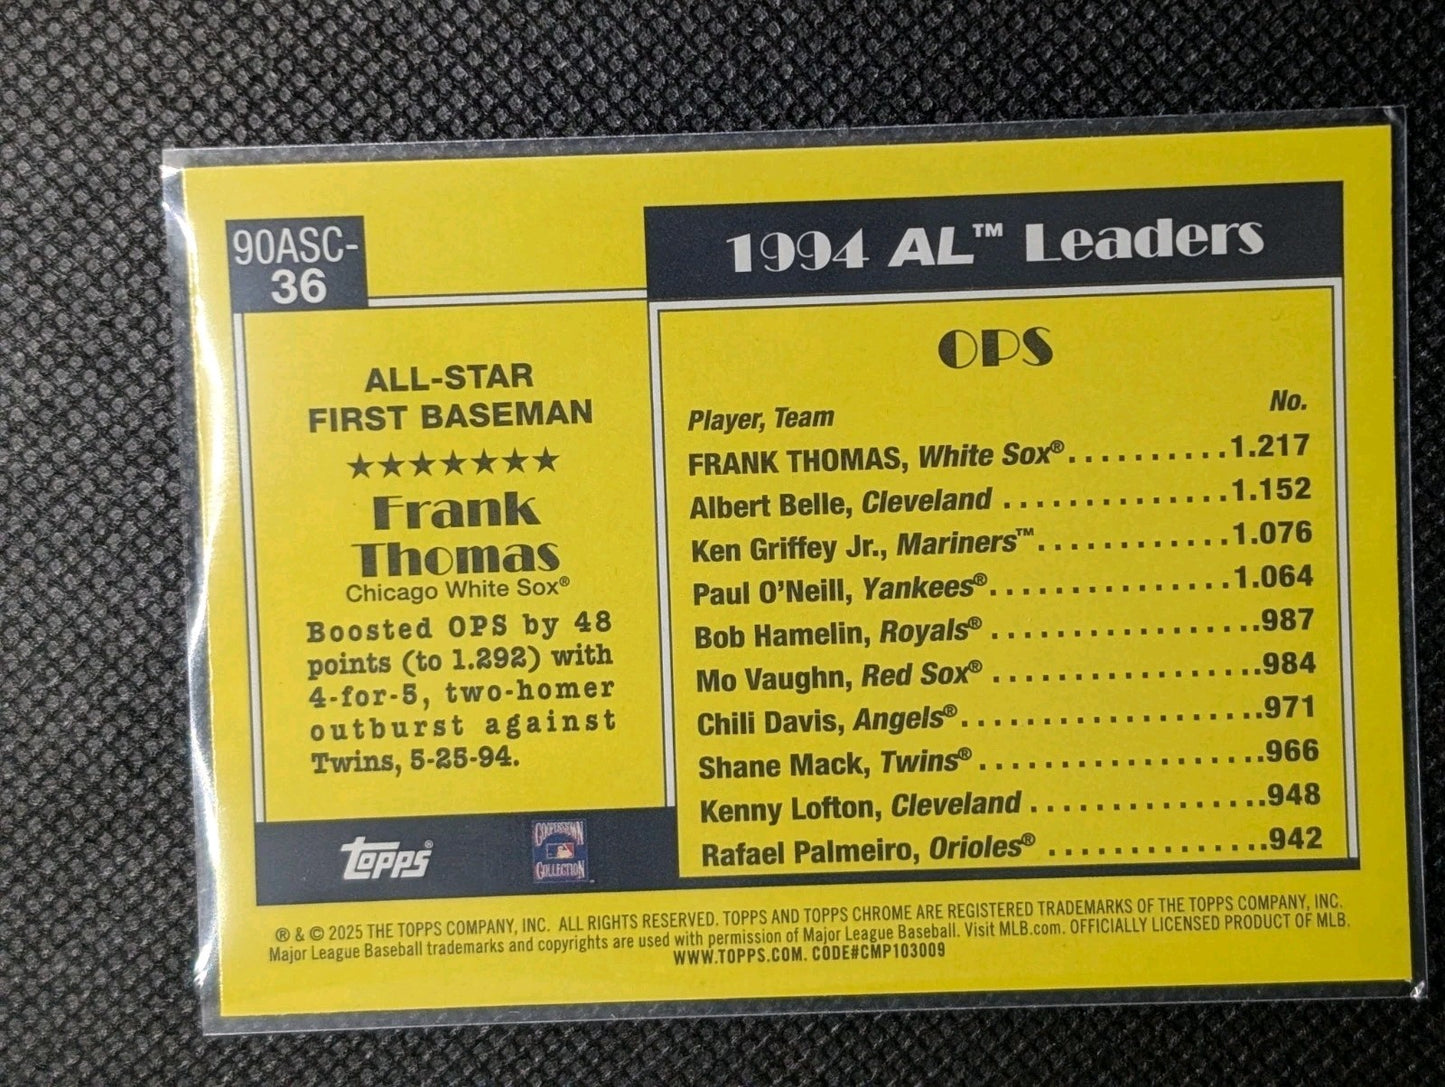 90ASC-
36
ALL-STAR
FIRST BASEMAN
★★★★★★★
Frank
Thomas
Chicago White Sox®
Boosted OPS by 48
points (to 1.292) with
4-for-5, two-homer
outburst against
Twins, 5-25-94.
topps®
COOPERSTOWN
COLLECTION™
1994 AL™ Leaders
OPS
Player, Team No.
FRANK THOMAS, White Sox®..........1.217
Albert Belle, Cleveland ..............1.152
Ken Griffey Jr., Mariners™............1.076
Paul O'Neill, Yankees®...............1.064
Bob Hamelin, Royals® .................987
Mo Vaughn, Red Sox® .................984
Chili Davis, Angels®...................971
Shane Mack, Twins®..................966
Kenny Lofton, Cleveland ...............948
Rafael Palmeiro, Orioles® ..............942
® & © 2025 THE TOPPS COMPANY, INC. ALL RIGHTS RESERVED. TOPPS AND TOPPS CHROME ARE REGISTERED TRADEMARKS OF THE TOPPS COMPANY, INC.
Major League Baseball trademarks and copyrights are used with permission of Major League Baseball. Visit MLB.com. OFFICIALLY LICENSED PRODUCT OF MLB.
WWW.TOPPS.COM. CODE#CMP103009